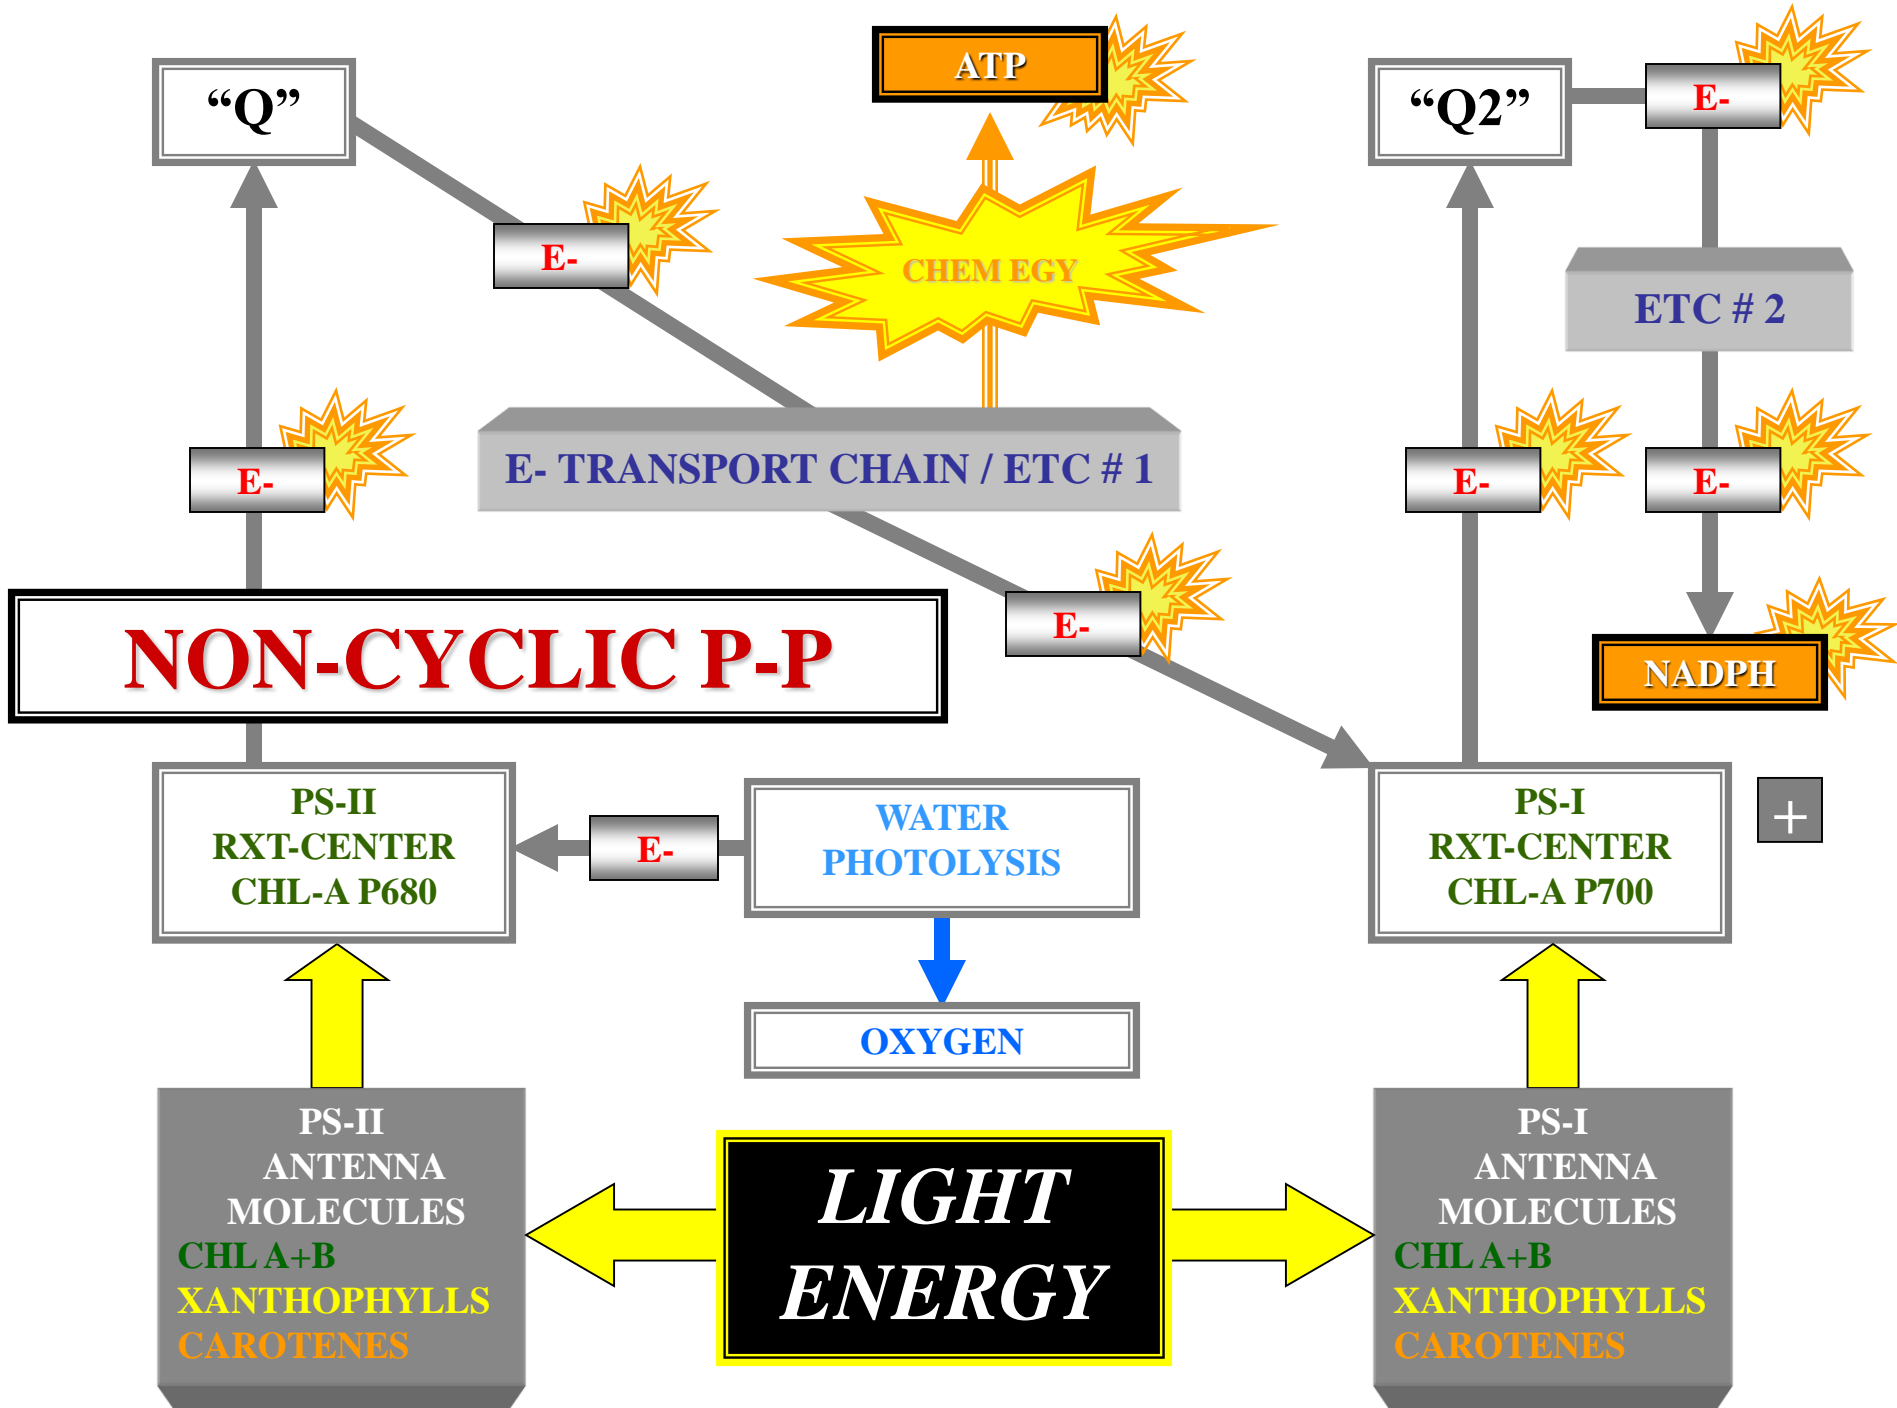 ATP
“Q”
“Q2”
E-
E-
CHEM EGY
ETC # 2
E- TRANSPORT CHAIN / ETC # 1
E-
E-
E-
E-
NON-CYCLIC P-P
NADPH
PS-II
RXT-CENTER
CHL-A P680
E-
WATER
PHOTOLYSIS
PS-I
RXT-CENTER
CHL-A P700
+
OXYGEN
PS-II
ANTENNA
MOLECULES
CHL A+B
XANTHOPHYLLS
CAROTENES
LIGHT
ENERGY
PS-I
ANTENNA
MOLECULES
CHL A+B
XANTHOPHYLLS
CAROTENES